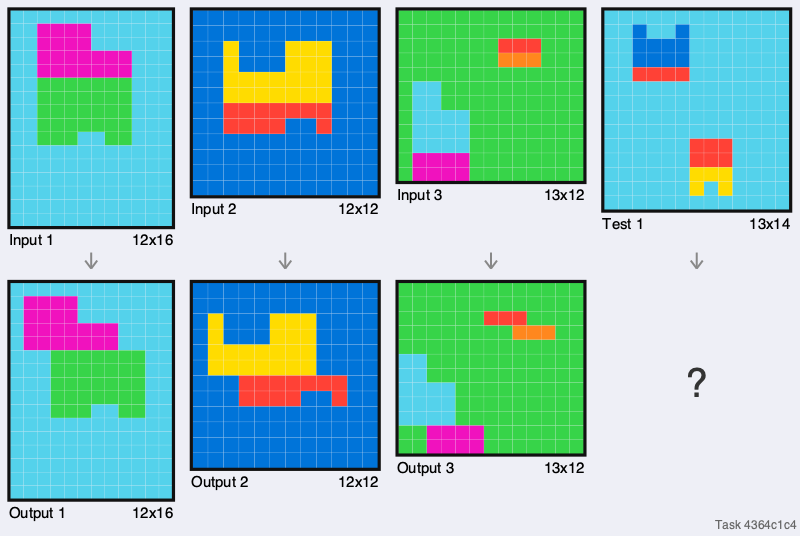 Input 1 12x16
Input 2 12x12
Input 3 13x12
Test 1 13x14
?
Output 1 12x16
Output 2 12x12
Output 3 13x12
Task 4364c1c4